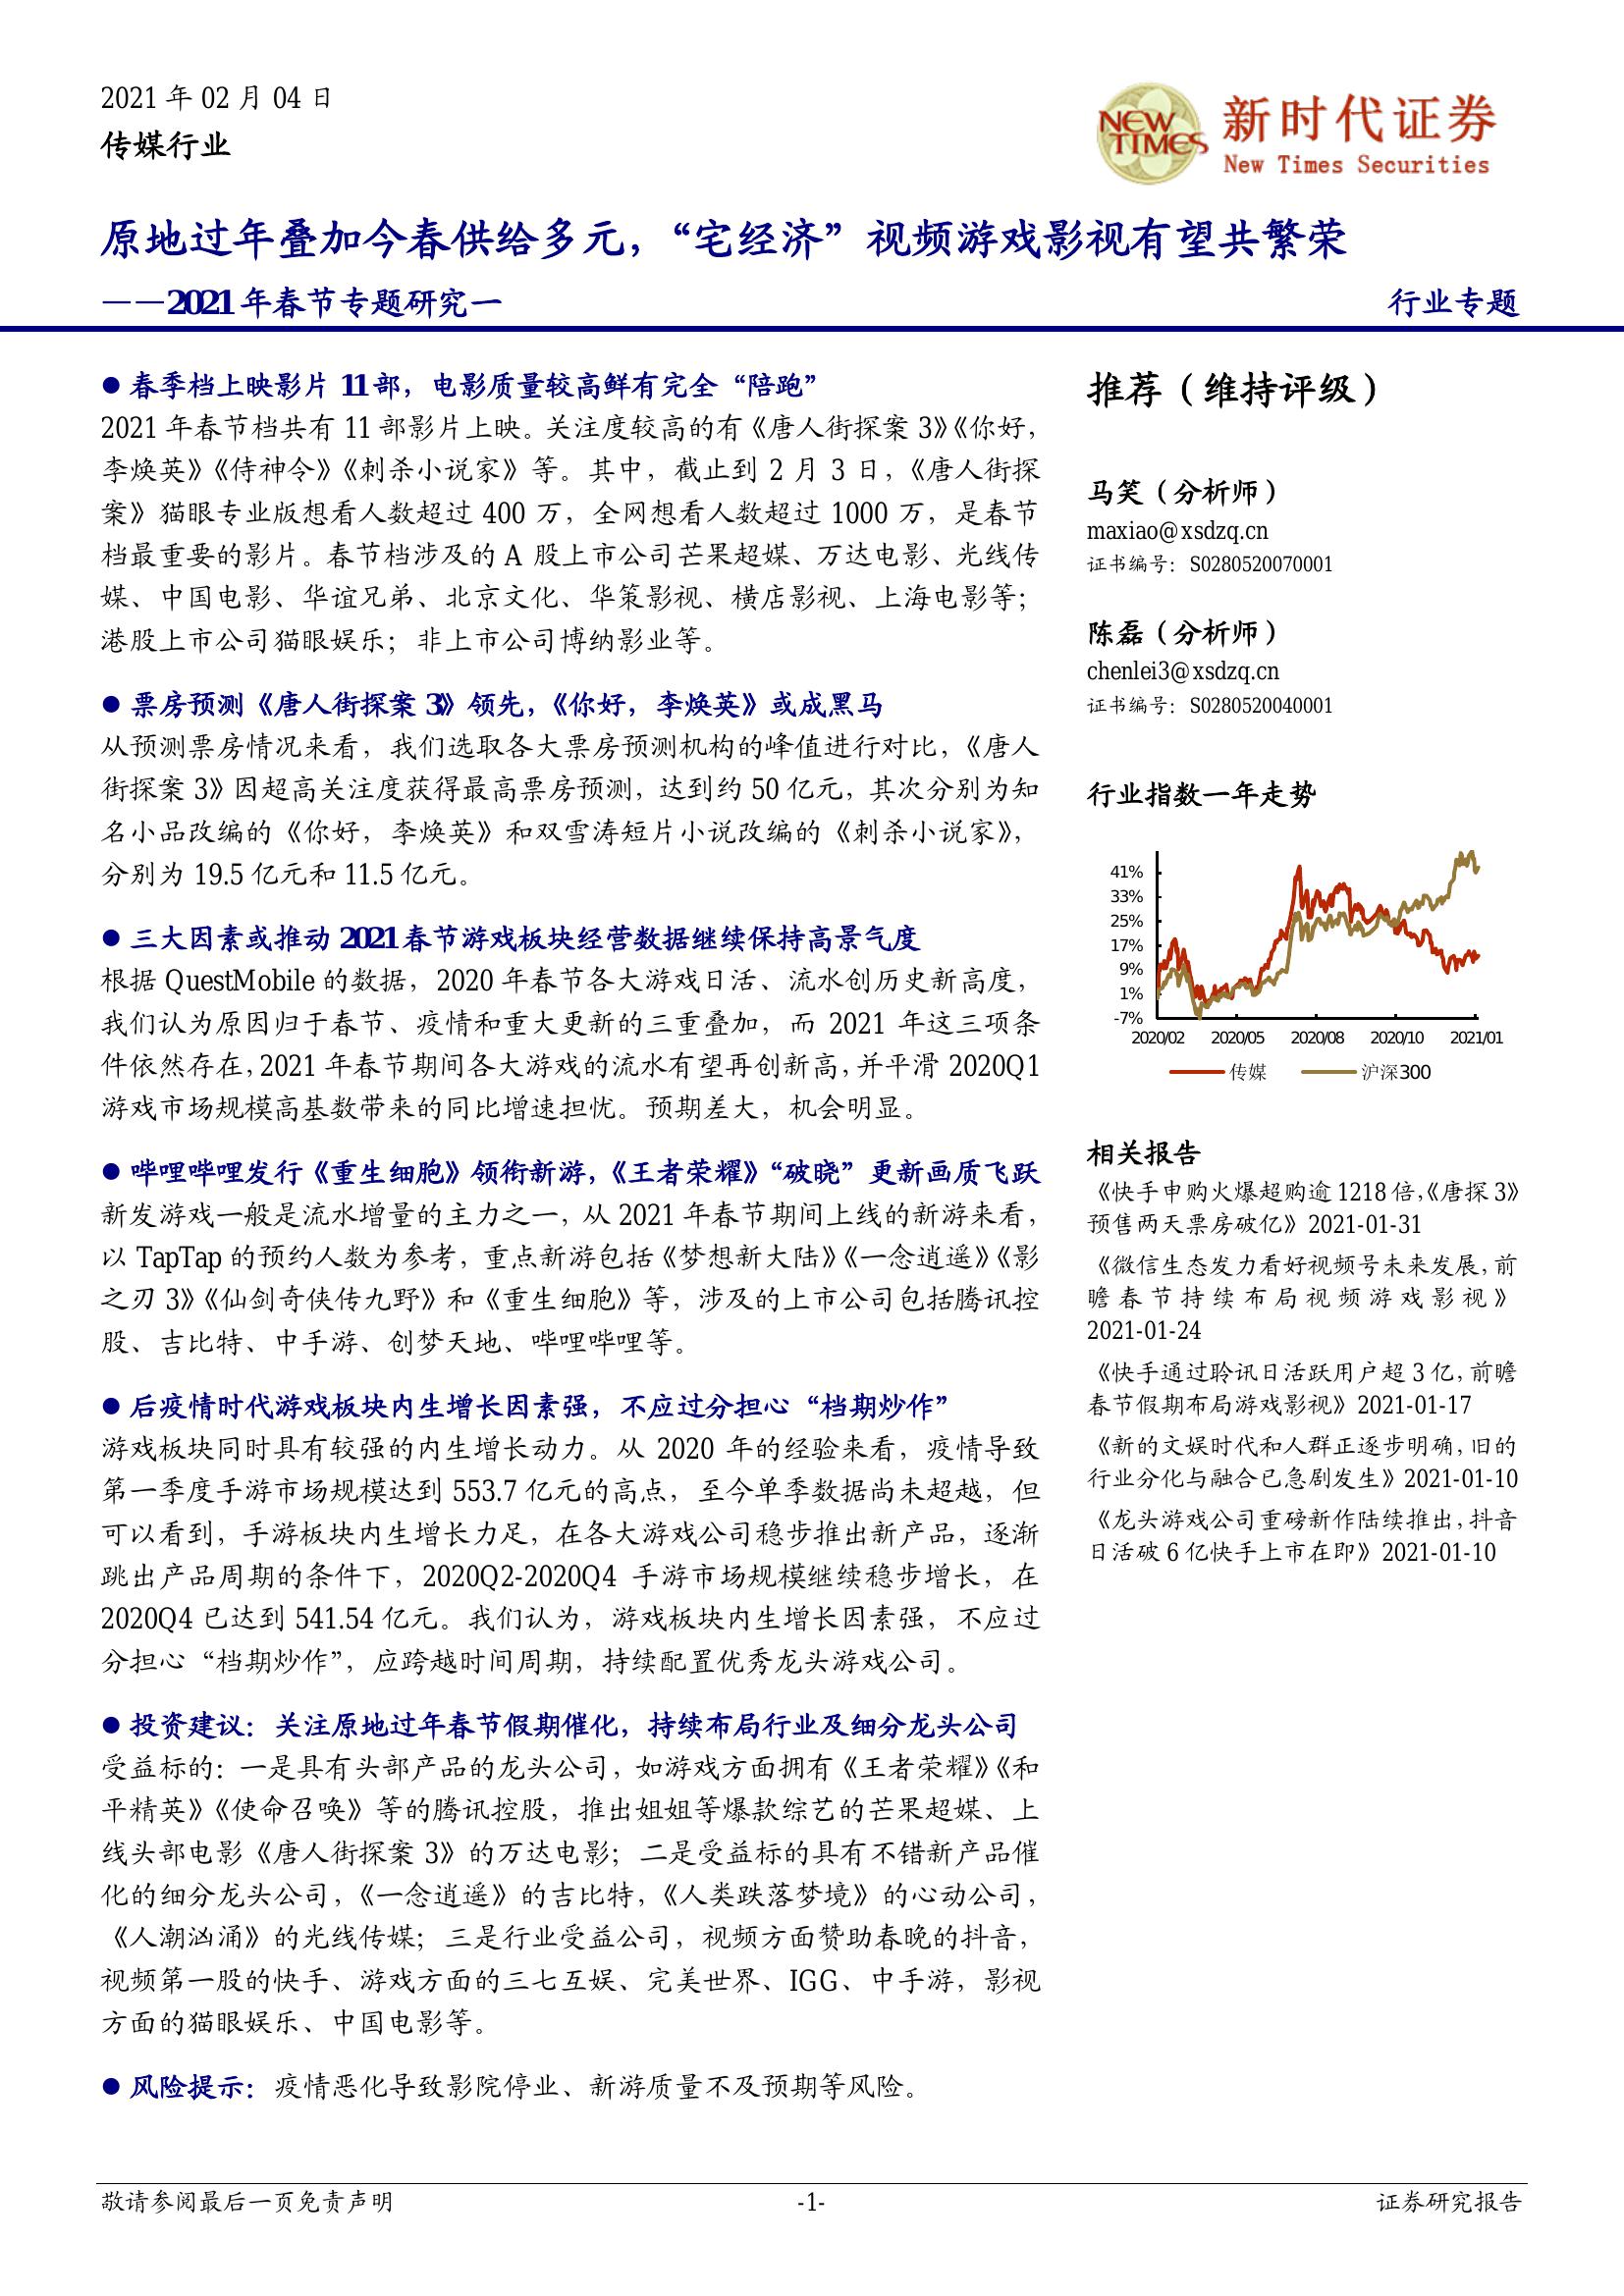 2021 年 02 月 04 日
传媒行业
NEW TIMES
新时代证券
New Times Securities
原地过年叠加今春供给多元，“宅经济”视频游戏影视有望共繁荣
——2021 年春节专题研究一
行业专题
● 春季档上映影片 11 部，电影质量较高鲜有完全“陪跑”
2021 年春节档共有 11 部影片上映。关注度较高的有《唐人街探案 3》《你好，
李焕英》《侍神令》《刺杀小说家》等。其中，截止到 2 月 3 日，《唐人街探
案》猫眼专业版想看人数超过 400 万，全网想看人数超过 1000 万，是春节
档最重要的影片。春节档涉及的 A 股上市公司芒果超媒、万达电影、光线传
媒、中国电影、华谊兄弟、北京文化、华策影视、横店影视、上海电影等；
港股上市公司猫眼娱乐；非上市公司博纳影业等。
● 票房预测《唐人街探案 3》领先，《你好，李焕英》或成黑马
从预测票房情况来看，我们选取各大票房预测机构的峰值进行对比，《唐人
街探案 3》因超高关注度获得最高票房预测，达到约 50 亿元，其次分别为知
名小品改编的《你好，李焕英》和双雪涛短片小说改编的《刺杀小说家》，
分别为 19.5 亿元和 11.5 亿元。
● 三大因素或推动 2021 春节游戏板块经营数据继续保持高景气度
根据 QuestMobile 的数据，2020 年春节各大游戏日活、流水创历史新高度，
我们认为原因归于春节、疫情和重大更新的三重叠加，而 2021 年这三项条
件依然存在，2021 年春节期间各大游戏的流水有望再创新高，并平滑 2020Q1
游戏市场规模高基数带来的同比增速担忧。预期差大，机会明显。
● 哔哩哔哩发行《重生细胞》领衔新游，《王者荣耀》“破晓”更新画质飞跃
新发游戏一般是流水增量的主力之一，从 2021 年春节期间上线的新游来看，
以 TapTap 的预约人数为参考，重点新游包括《梦想新大陆》《一念逍遥》《影
之刃 3》《仙剑奇侠传九野》和《重生细胞》等，涉及的上市公司包括腾讯控
股、吉比特、中手游、创梦天地、哔哩哔哩等。
● 后疫情时代游戏板块内生增长因素强，不应过分担心“档期炒作”
游戏板块同时具有较强的内生增长动力。从 2020 年的经验来看，疫情导致
第一季度手游市场规模达到 553.7 亿元的高点，至今单季数据尚未超越，但
可以看到，手游板块内生增长力足，在各大游戏公司稳步推出新产品，逐渐
跳出产品周期的条件下，2020Q2-2020Q4 手游市场规模继续稳步增长，在
2020Q4 已达到 541.54 亿元。我们认为，游戏板块内生增长因素强，不应过
分担心“档期炒作”，应跨越时间周期，持续配置优秀龙头游戏公司。
● 投资建议：关注原地过年春节假期催化，持续布局行业及细分龙头公司
受益标的：一是具有头部产品的龙头公司，如游戏方面拥有《王者荣耀》《和
平精英》《使命召唤》等的腾讯控股，推出姐姐等爆款综艺的芒果超媒、上
线头部电影《唐人街探案 3》的万达电影；二是受益标的具有不错新产品催
化的细分龙头公司，《一念逍遥》的吉比特，《人类跌落梦境》的心动公司，
《人潮汹涌》的光线传媒；三是行业受益公司，视频方面赞助春晚的抖音，
视频第一股的快手、游戏方面的三七互娱、完美世界、IGG、中手游，影视
方面的猫眼娱乐、中国电影等。
● 风险提示：疫情恶化导致影院停业、新游质量不及预期等风险。
推荐（维持评级）
马笑（分析师）
maxiao@xsdzq.cn
证书编号：S0280520070001
陈磊（分析师）
chenlei3@xsdzq.cn
证书编号：S0280520040001
行业指数一年走势
41%
33%
25%
17%
9%
1%
-7%
2020/02 2020/05 2020/08 2020/10 2021/01
传媒 沪深300
相关报告
《快手申购火爆超购逾 1218 倍，《唐探 3》
预售两天票房破亿》2021-01-31
《微信生态发力看好视频号未来发展，前
瞻春节持续布局视频游戏影视》
2021-01-24
《快手通过聆讯日活跃用户超 3 亿，前瞻
春节假期布局游戏影视》2021-01-17
《新的文娱时代和人群正逐步明确，旧的
行业分化与融合已急剧发生》2021-01-10
《龙头游戏公司重磅新作陆续推出，抖音
日活破 6 亿快手上市在即》2021-01-10
敬请参阅最后一页免责声明
-1-
证券研究报告